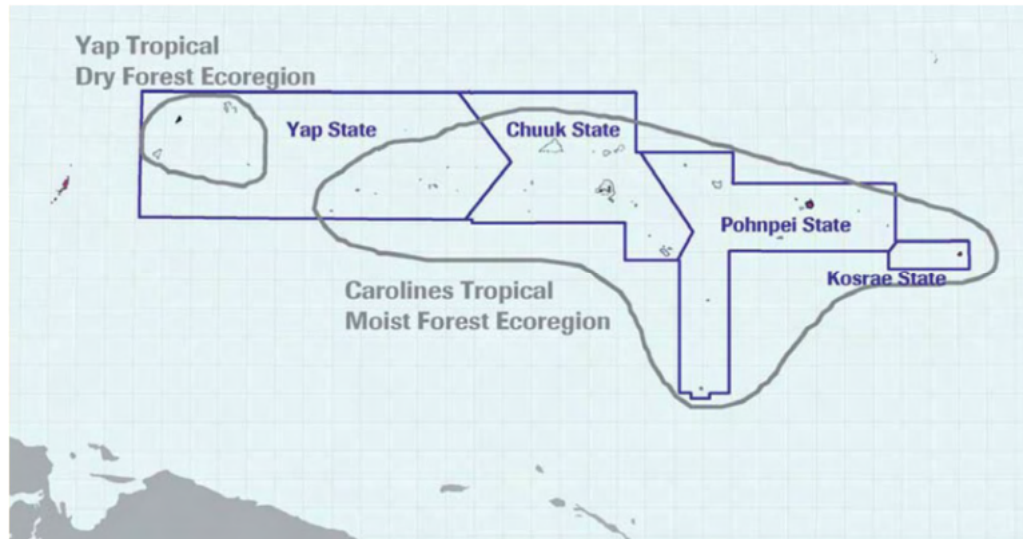 Yap Tropical
Dry Forest Ecoregion
Yap State
Chuuk State
Pohnpei State
Kosrae State
Carolines Tropical
Moist Forest Ecoregion